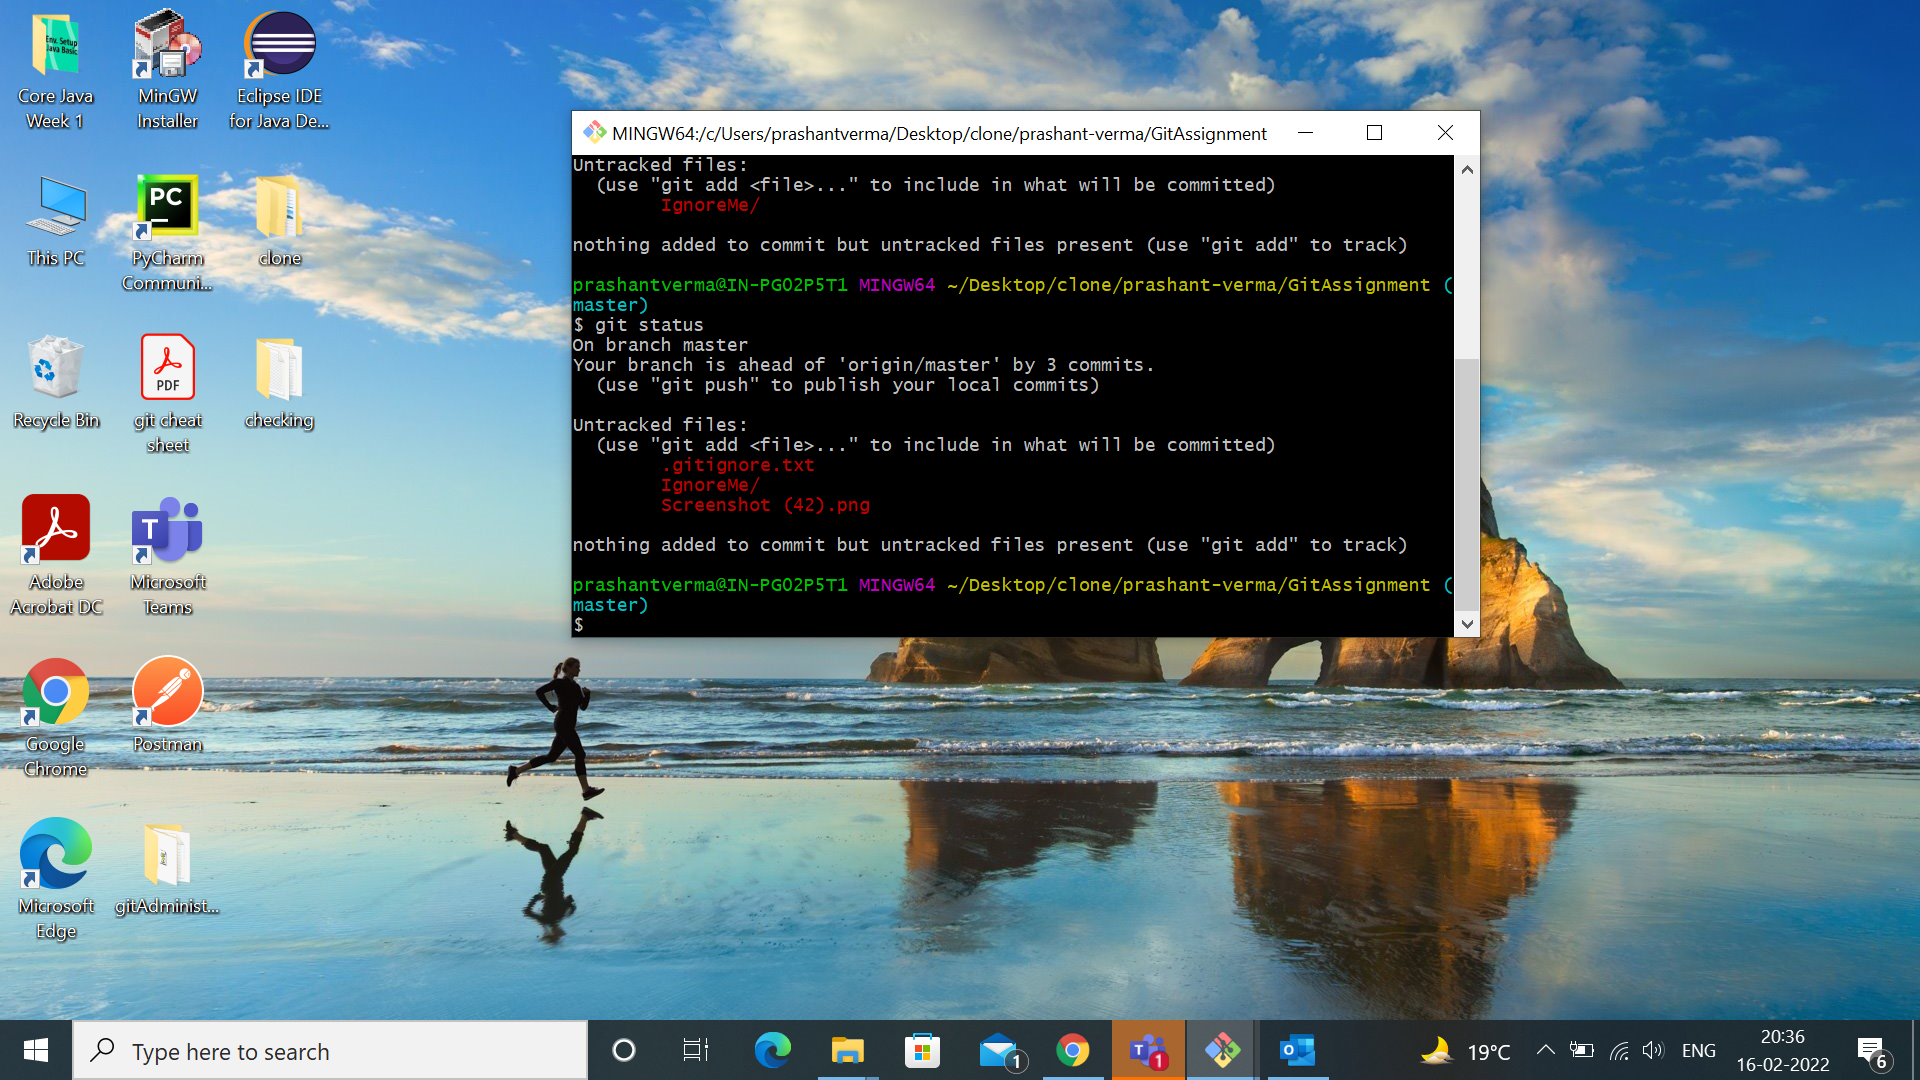 Core Java
Week 1
MinGW
Installer
Eclipse IDE
for Java De...
Env. Setup
Java Basic
This PC
PC
PyCharm
Communi...
clone
Recycle Bin
PDF
git cheat
sheet
checking
Adobe
Acrobat DC
T
Microsoft
Teams
Google
Chrome
Postman
Microsoft
Edge
gitAdminist...
MINGW64:/c/Users/prashantverma/Desktop/clone/prashant-verma/GitAssignment
Untracked files:
(use "git add <file>..." to include in what will be committed)
IgnoreMe/
nothing added to commit but untracked files present (use "git add" to track)
prashantverma@IN-PG02P5T1 MINGW64 ~/Desktop/clone/prashant-verma/GitAssignment (
master)
$ git status
On branch master
Your branch is ahead of 'origin/master' by 3 commits.
(use "git push" to publish your local commits)
Untracked files:
(use "git add <file>..." to include in what will be committed)
.gitignore.txt
IgnoreMe/
Screenshot (42).png
nothing added to commit but untracked files present (use "git add" to track)
prashantverma@IN-PG02P5T1 MINGW64 ~/Desktop/clone/prashant-verma/GitAssignment (
master)
$
Type here to search
1
T
1
O
19°C
ENG
20:36
16-02-2022
6